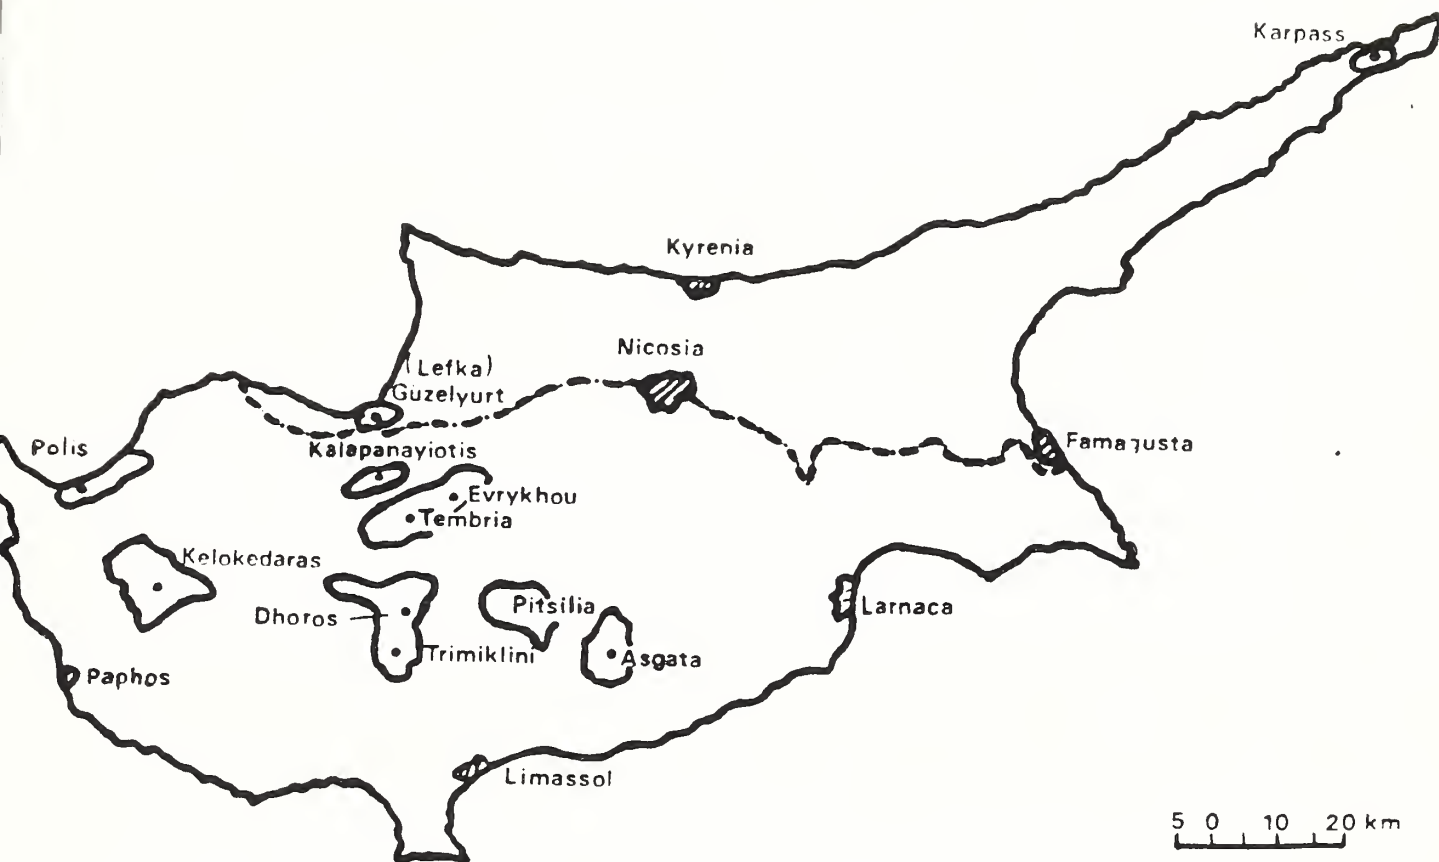 Karpass
Kyrenia
Nicosia
(Lefka)
Güzelyurt
Polis
Kalapanayiotis
Famagusta
Evrykhou
Tembria
Kelokedaras
Dhoros
Pitsilia
Larnaca
Trimiklini
Asgata
Paphos
Limassol
5 0 10 20 km